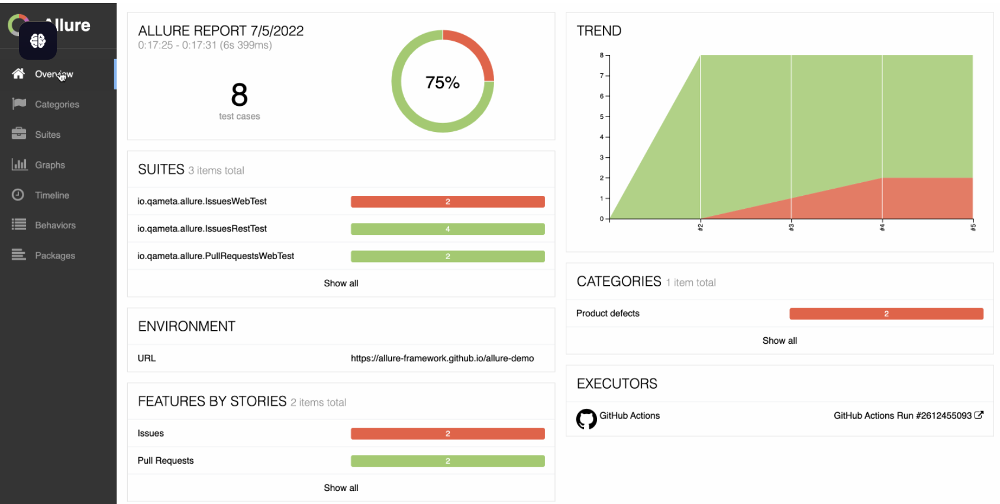 Allure
Overview
Categories
Suites
Graphs
Timeline
Behaviors
Packages
ALLURE REPORT 7/5/2022
0:17:25 - 0:17:31 (6s 399ms)
8
test cases
75%
SUITES 3 items total
io.qameta.allure.IssuesWebTest 2
io.qameta.allure.IssuesRestTest 4
io.qameta.allure.PullRequestsWebTest 2
Show all
ENVIRONMENT
URL https://allure-framework.github.io/allure-demo
FEATURES BY STORIES 2 items total
Issues 2
Pull Requests 2
Show all
TREND
8
7
6
5
4
3
2
1
0
#2 #3 #4 #5
CATEGORIES 1 item total
Product defects 2
Show all
EXECUTORS
GitHub Actions GitHub Actions Run #2612455093